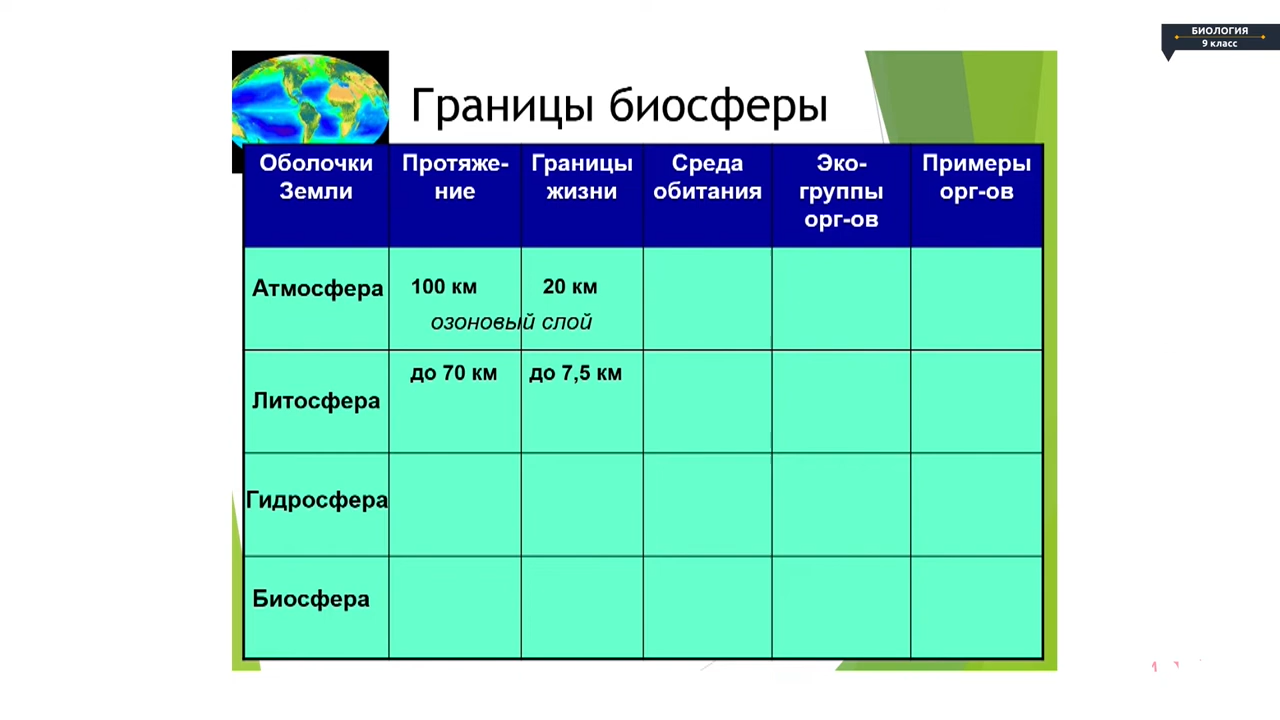 БИОЛОГИЯ
9 класс
Границы биосферы
Оболочки Земли
Протяже-
ние
Границы жизни
Среда обитания
Эко-
группы
орг-ов
Примеры орг-ов
Атмосфера
100 км
20 км
озоновый слой
Литосфера
до 70 км
до 7,5 км
Гидросфера
Биосфера